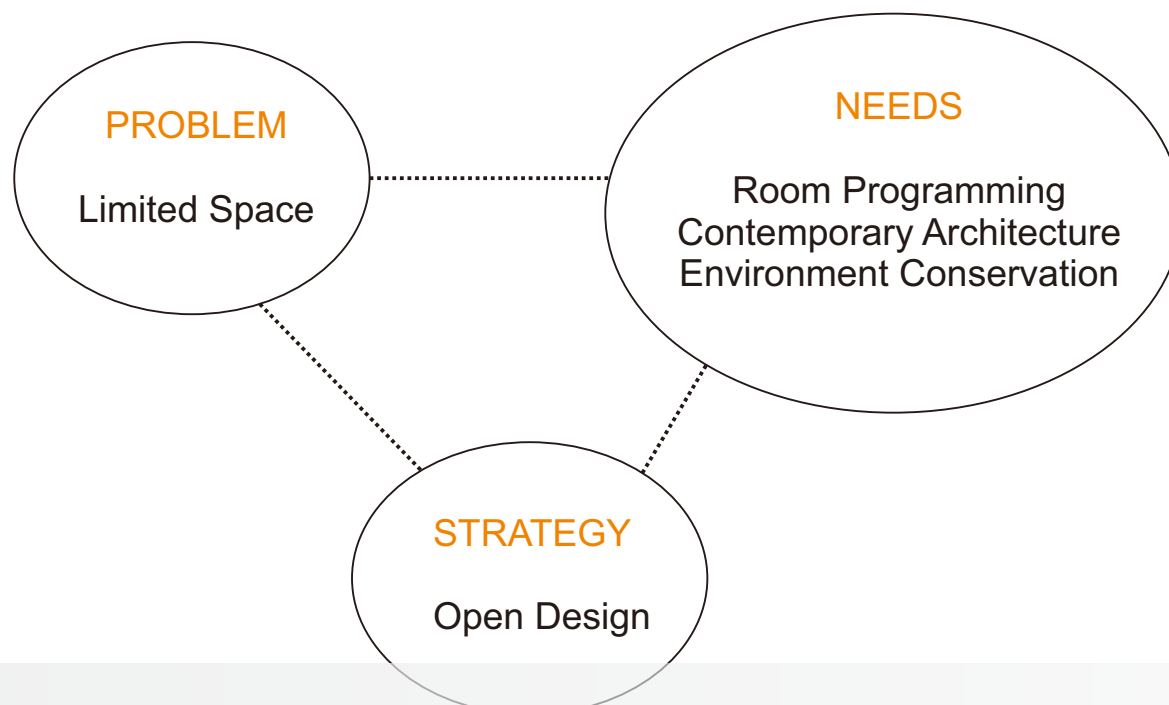 PROBLEM
Limited Space
NEEDS
Room Programming
Contemporary Architecture
Environment Conservation
STRATEGY
Open Design